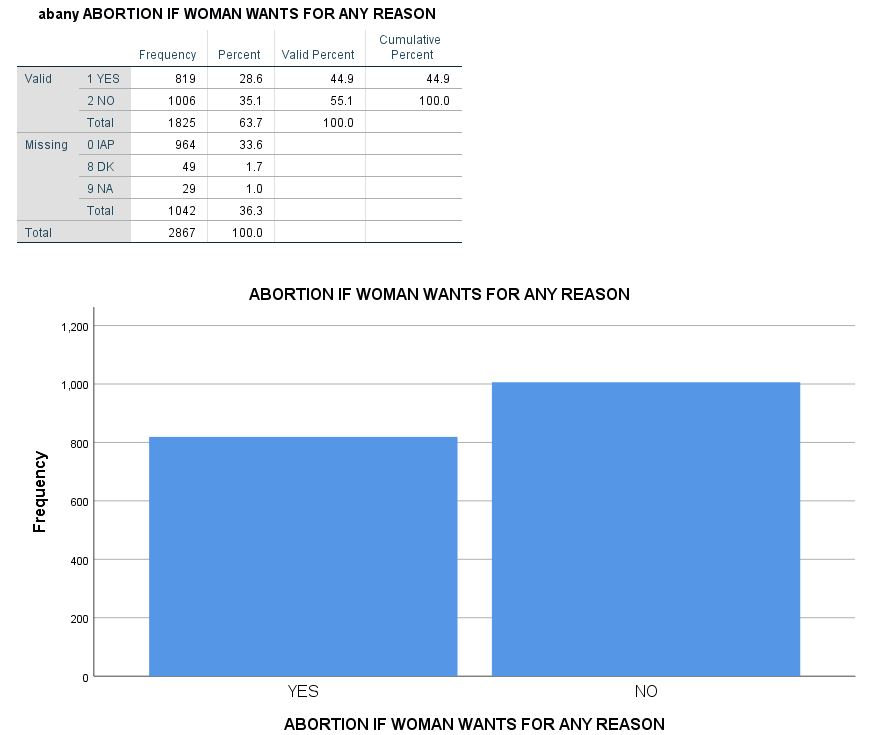 abany ABORTION IF WOMAN WANTS FOR ANY REASON
Frequency Percent Valid Percent Cumulative Percent
Valid 1 YES 819 28.6 44.9 44.9
2 NO 1006 35.1 55.1 100.0
Total 1825 63.7 100.0
Missing 0 IAP 964 33.6
8 DK 49 1.7
9 NA 29 1.0
Total 1042 36.3
Total 2867 100.0
ABORTION IF WOMAN WANTS FOR ANY REASON
1,200
1,000
800
600
400
200
0
Frequency
YES NO
ABORTION IF WOMAN WANTS FOR ANY REASON